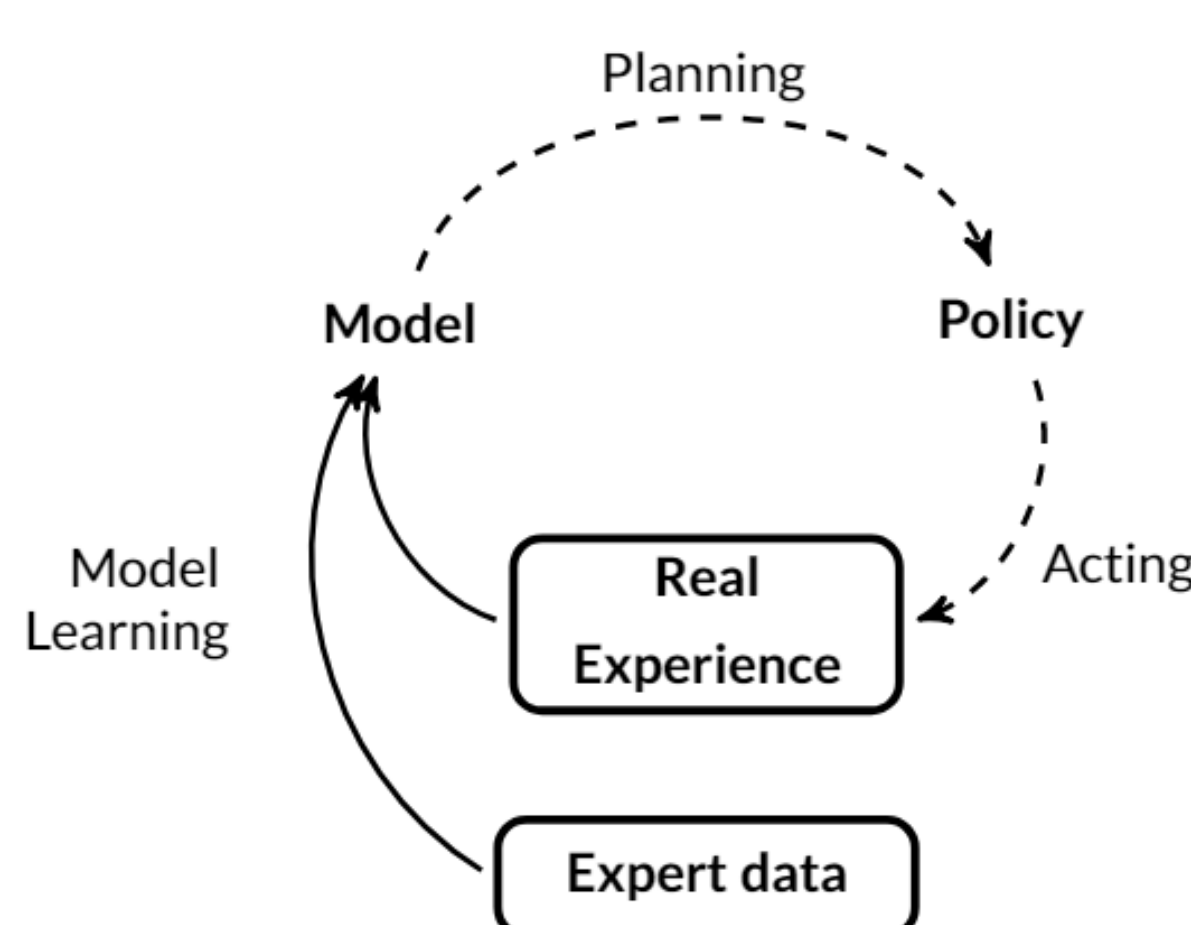 Planning
Model
Policy
Model
Learning
Real
Experience
Acting
Expert data